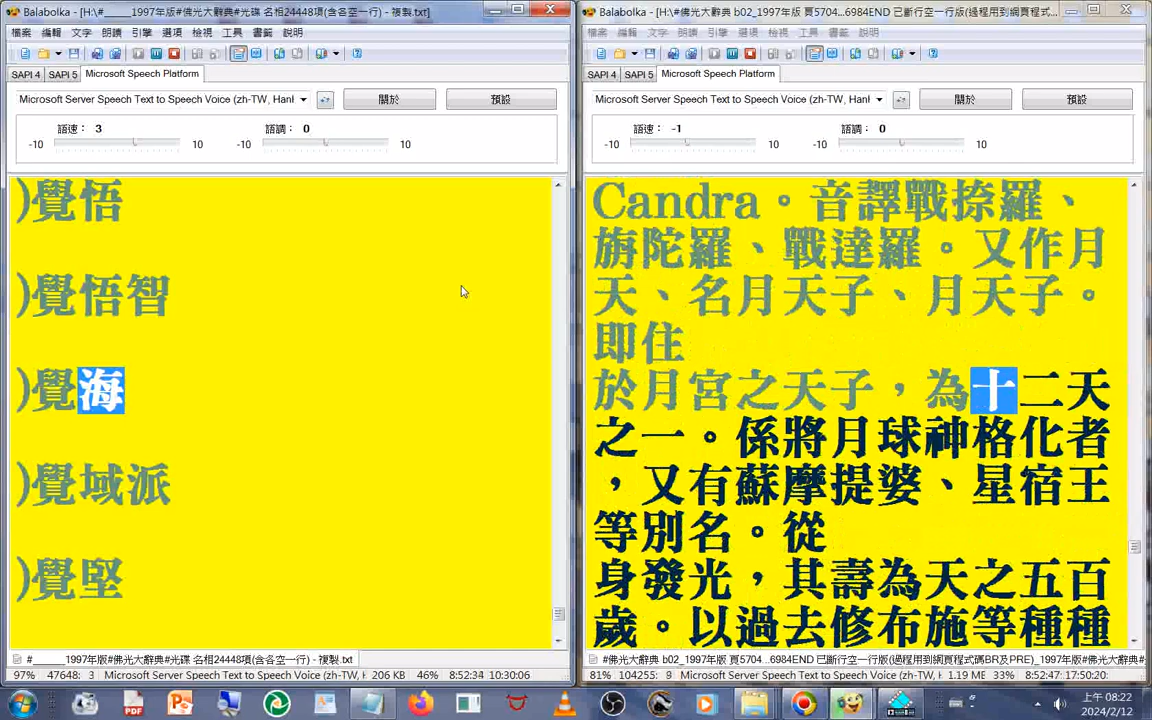 Balabolka - [H:\#_____1997年版#佛光大辭典#光碟 名相24448項(含各空一行) - 複製.txt]
檔案 編輯 文字 朗讀 引擎 選項 檢視 工具 書籤 說明
SAPI 4 SAPI 5 Microsoft Speech Platform
Microsoft Server Speech Text to Speech Voice (zh-TW, Hanl
關於 預設
語速： 3 語調： 0
-10 10 -10 10
)覺悟
)覺悟智
)覺海
)覺域派
)覺堅
#______1997年版#佛光大辭典#光碟 名相24448項(含各空一行) - 複製.txt
97% 47648: 3 Microsoft Server Speech Text to Speech Voice (zh-TW, H 206 KB 46% 8:52:34 10:30:06
Balabolka - [H:\#佛光大辭典 b02_1997年版 頁5704...6984END 已斷行空一行版(過程用到網頁程式...
檔案 編輯 文字 朗讀 引擎 選項 檢視 工具 書籤 說明
SAPI 4 SAPI 5 Microsoft Speech Platform
Microsoft Server Speech Text to Speech Voice (zh-TW, Hanl
關於 預設
語速： -1 語調： 0
-10 10 -10 10
Candra。音譯戰捺羅、
旃陀羅、戰達羅。又作月
天、名月天子、月天子。
即住
於月宮之天子，為十二天
之一。係將月球神格化者
，又有蘇摩提婆、星宿王
等別名。從
身發光，其壽為天之五百
歲。以過去修布施等種種
#佛光大辭典 b02_1997年版 頁5704...6984END 已斷行空一行版(過程用到網頁程式碼BR及PRE)_1997年版#佛光大辭典#
81% 104255: 9 Microsoft Server Speech Text to Speech Voice (zh-TW, H 1.19 ME 33% 8:52:47:17:50:20:
上午 08:22
2024/2/12